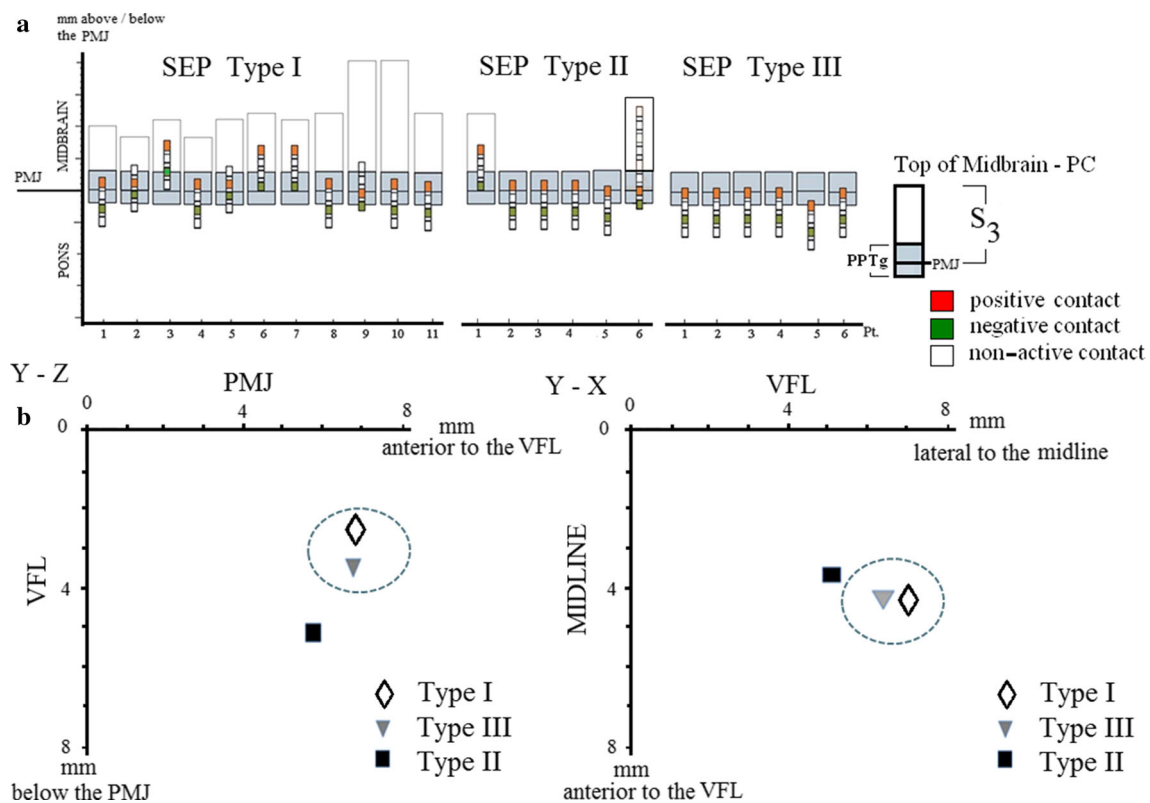 a
mm above / below
the PMJ
SEP Type I
SEP Type II
SEP Type III
MIDBRAIN
PMJ
PONS
1 2 3 4 5 6 7 8 9 10 11
1 2 3 4 5 6
1 2 3 4 5 6 Pt.
Top of Midbrain - PC
S3
PPTg
PMJ
positive contact
negative contact
non-active contact
b
Y - Z
PMJ
0 4 8
mm
anterior to the VFL
0
VFL
4
8
mm
below the PMJ
Type I
Type III
Type II
Y - X
VFL
0 4 8
mm
lateral to the midline
0
MIDLINE
4
8
mm
anterior to the VFL
Type I
Type III
Type II